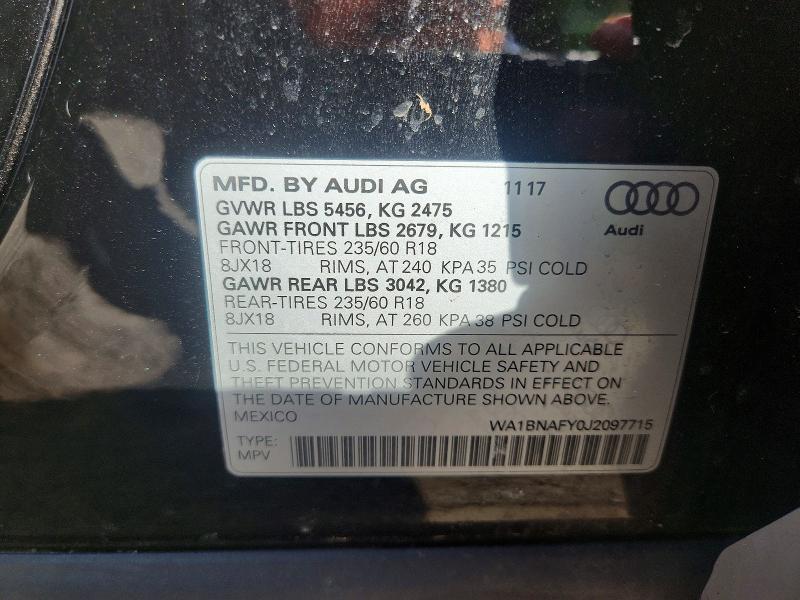 MFD. BY AUDI AG 11 17
GVWR LBS 5456, KG 2475
GAWR FRONT LBS 2679, KG 1215
Audi
FRONT-TIRES 235/60 R18
8JX18 RIMS, AT 240 KPA 35 PSI COLD
GAWR REAR LBS 3042, KG 1380
REAR-TIRES 235/60 R18
8JX18 RIMS, AT 260 KPA 38 PSI COLD
THIS VEHICLE CONFORMS TO ALL APPLICABLE
U.S. FEDERAL MOTOR VEHICLE SAFETY AND
THEFT PREVENTION STANDARDS IN EFFECT ON
THE DATE OF MANUFACTURE SHOWN ABOVE.
MEXICO
WA1BNAFY0J2097715
TYPE:
MPV